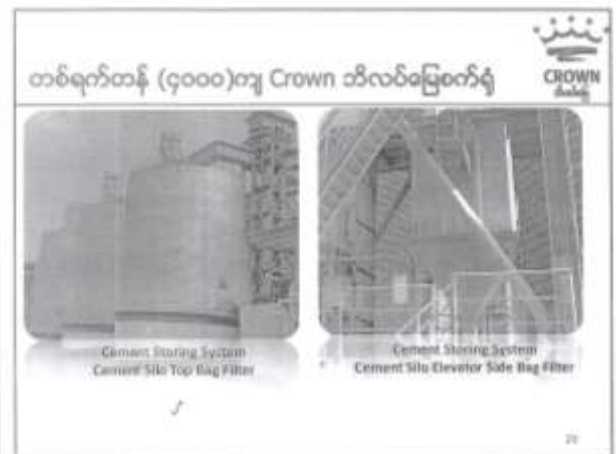 တစ်ရက်တန် (၄၀၀၀)ကျ Crown ဘိလပ်မြေစက်ရုံ
CROWN
Cement Storing System
Cement Silo Top Bag Filter
Cement Storing System
Cement Silo Elevator Side Bag Filter